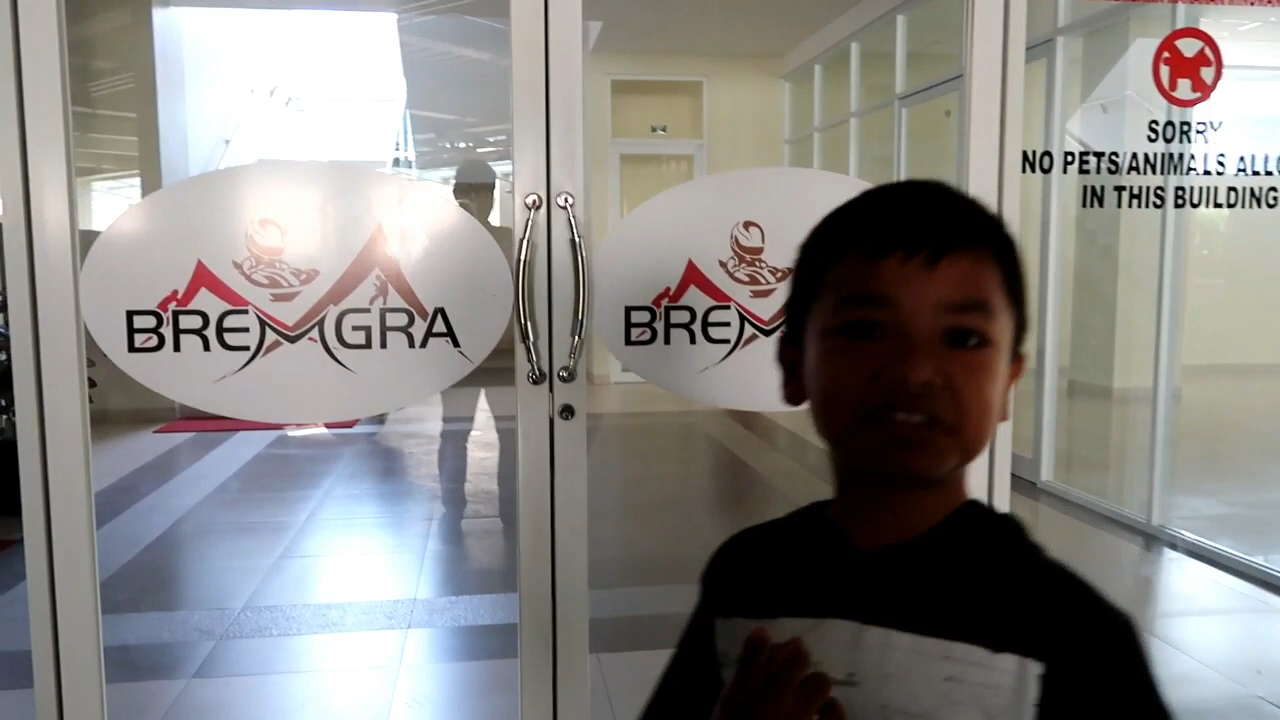 BREMGRA
BREM
SORRY
NO PETS/ANIMALS ALLO
IN THIS BUILDING